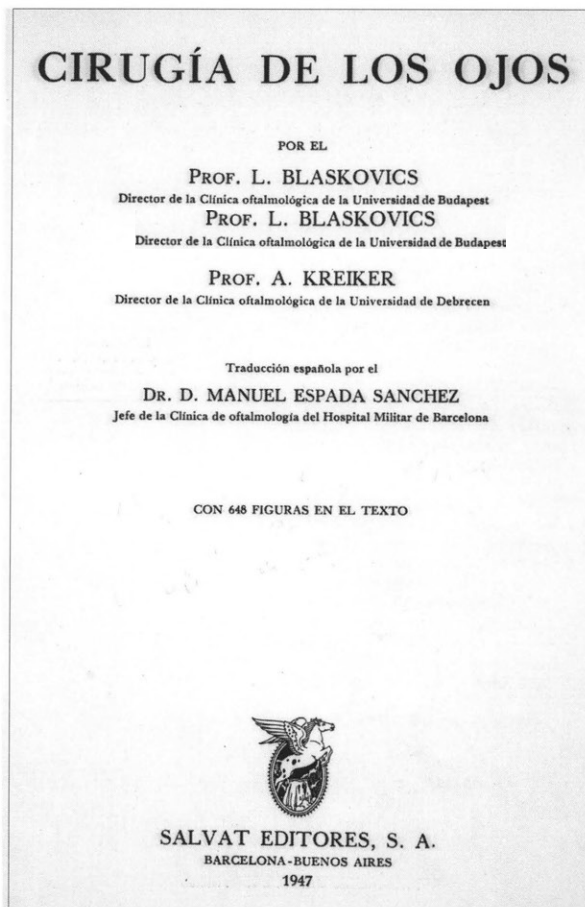 CIRUGÍA DE LOS OJOS
POR EL
PROF. L. BLASKOVICS
Director de la Clínica oftalmológica de la Universidad de Budapest
PROF. L. BLASKOVICS
Director de la Clínica oftalmológica de la Universidad de Budapest
PROF. A. KREIKER
Director de la Clínica oftalmológica de la Universidad de Debrecen
Traducción española por el
DR. D. MANUEL ESPADA SANCHEZ
Jefe de la Clínica de oftalmología del Hospital Militar de Barcelona
CON 648 FIGURAS EN EL TEXTO
SALVAT EDITORES, S. A.
BARCELONA-BUENOS AIRES
1947